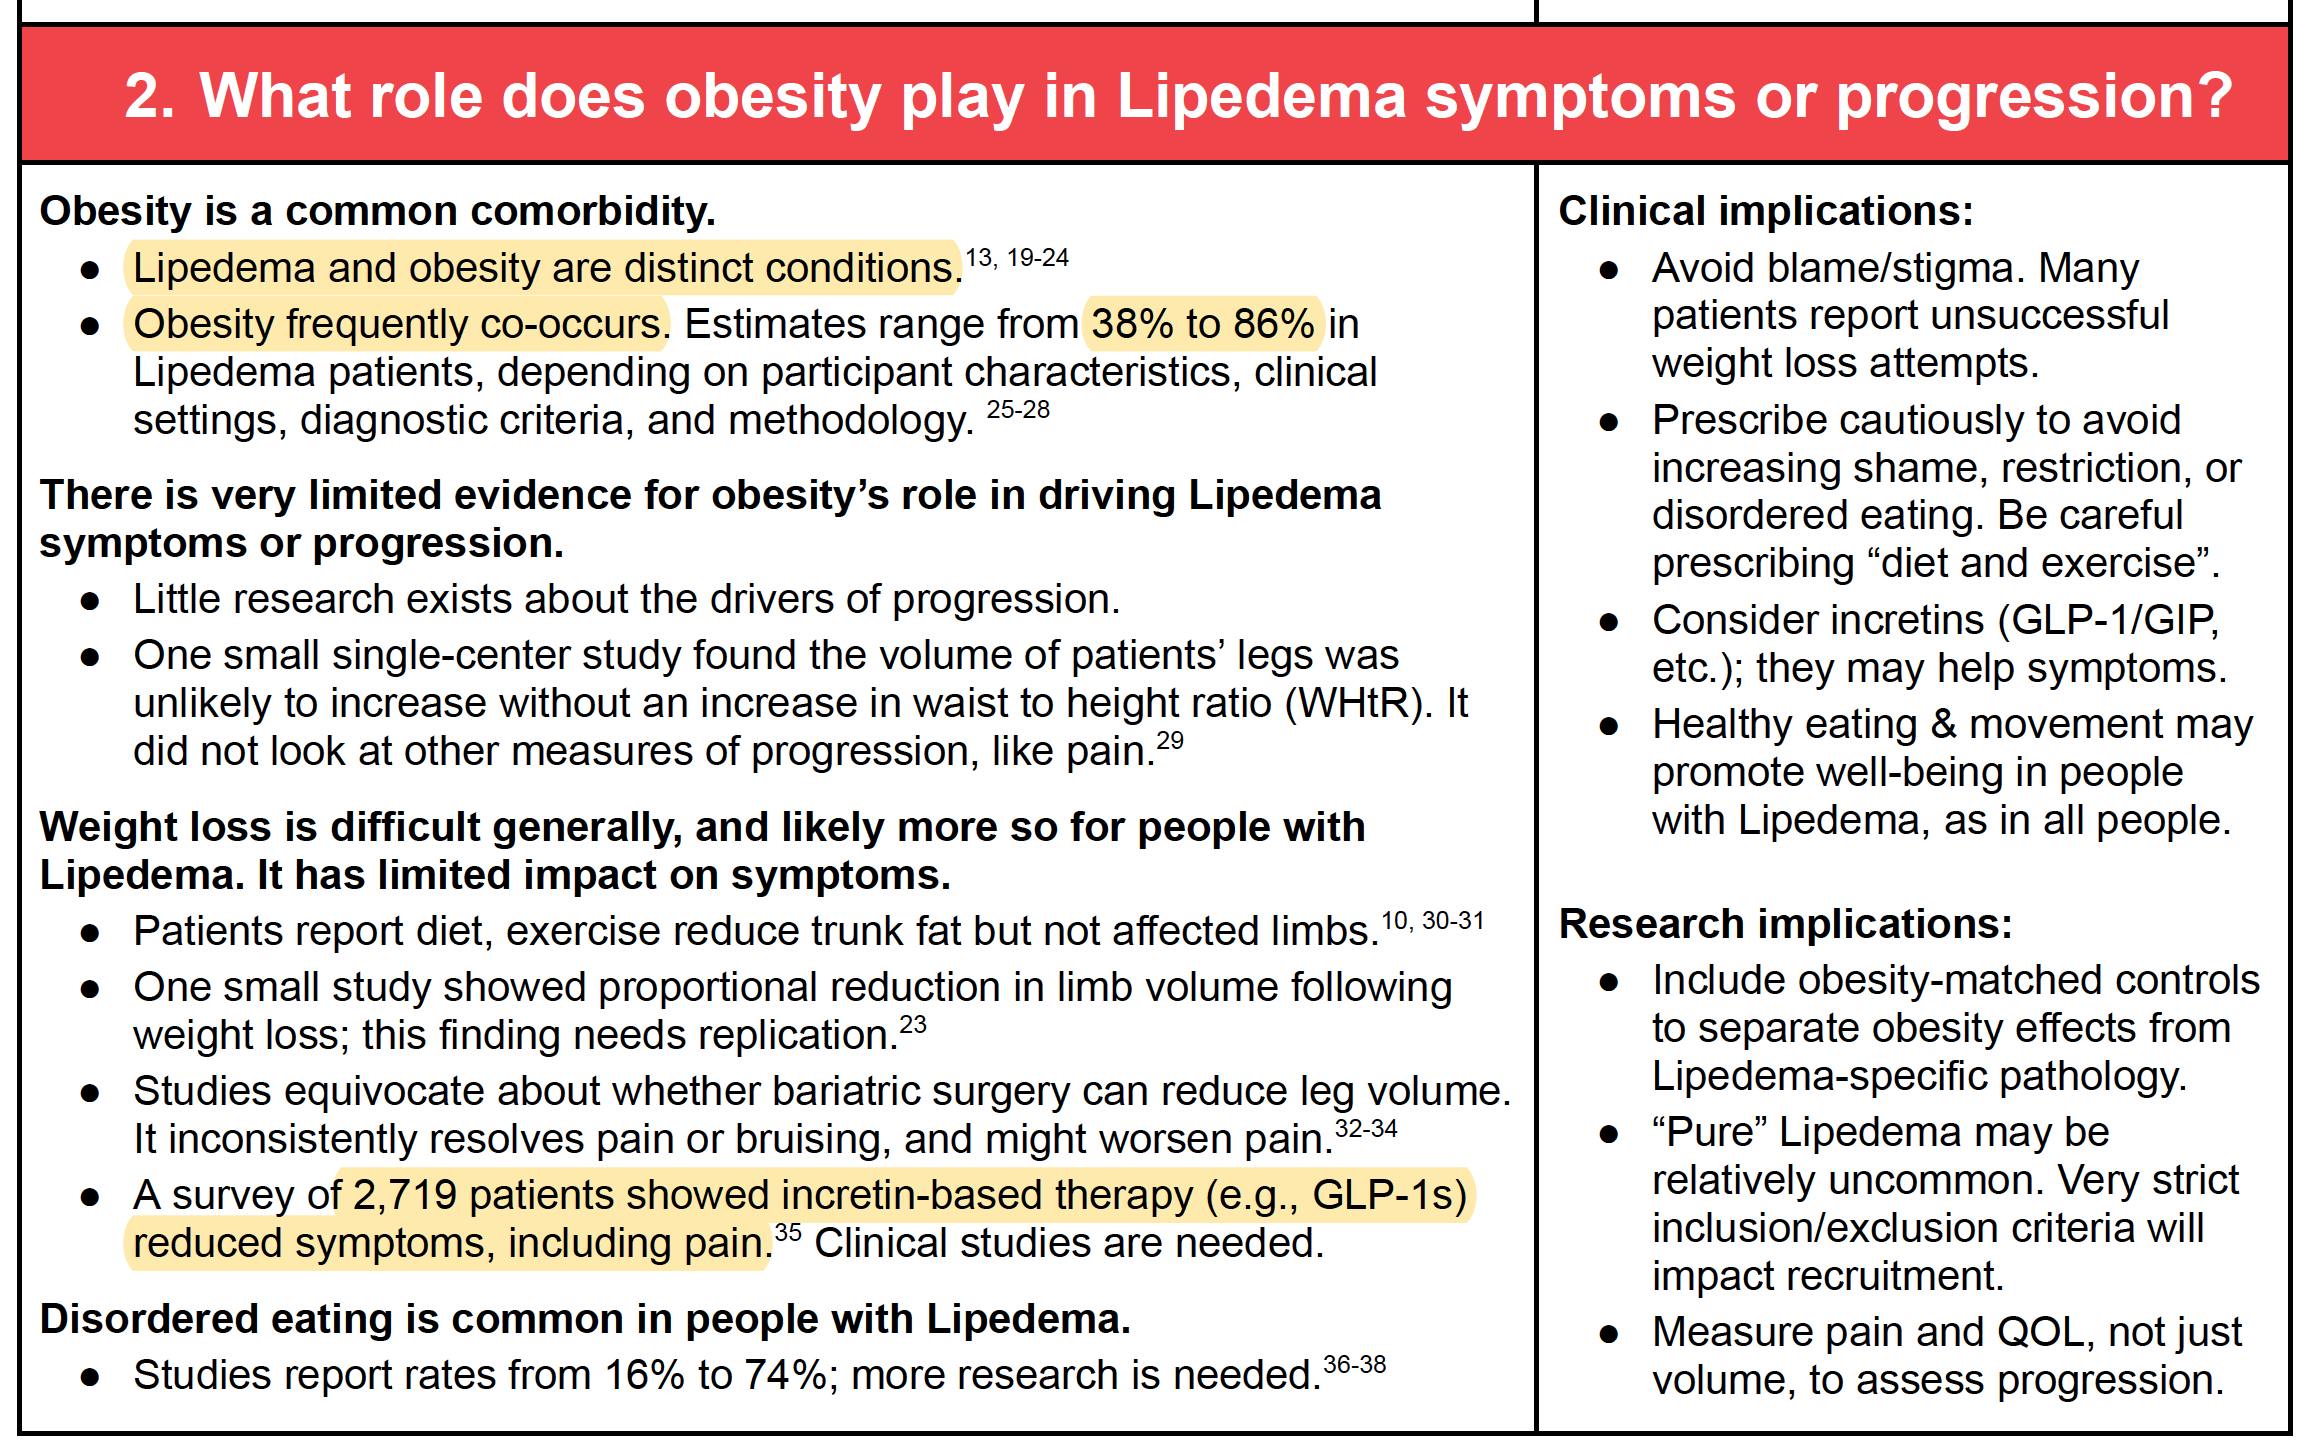 2. What role does obesity play in Lipedema symptoms or progression?
Obesity is a common comorbidity.
● Lipedema and obesity are distinct conditions.13, 19-24
● Obesity frequently co-occurs. Estimates range from 38% to 86% in
Lipedema patients, depending on participant characteristics, clinical
settings, diagnostic criteria, and methodology. 25-28
There is very limited evidence for obesity’s role in driving Lipedema
symptoms or progression.
● Little research exists about the drivers of progression.
● One small single-center study found the volume of patients’ legs was
unlikely to increase without an increase in waist to height ratio (WHtR). It
did not look at other measures of progression, like pain.29
Weight loss is difficult generally, and likely more so for people with
Lipedema. It has limited impact on symptoms.
● Patients report diet, exercise reduce trunk fat but not affected limbs.10, 30-31
● One small study showed proportional reduction in limb volume following
weight loss; this finding needs replication.23
● Studies equivocate about whether bariatric surgery can reduce leg volume.
It inconsistently resolves pain or bruising, and might worsen pain.32-34
● A survey of 2,719 patients showed incretin-based therapy (e.g., GLP-1s)
reduced symptoms, including pain.35 Clinical studies are needed.
Disordered eating is common in people with Lipedema.
● Studies report rates from 16% to 74%; more research is needed.36-38
Clinical implications:
● Avoid blame/stigma. Many
patients report unsuccessful
weight loss attempts.
● Prescribe cautiously to avoid
increasing shame, restriction, or
disordered eating. Be careful
prescribing “diet and exercise”.
● Consider incretins (GLP-1/GIP,
etc.); they may help symptoms.
● Healthy eating & movement may
promote well-being in people
with Lipedema, as in all people.
Research implications:
● Include obesity-matched controls
to separate obesity effects from
Lipedema-specific pathology.
● “Pure” Lipedema may be
relatively uncommon. Very strict
inclusion/exclusion criteria will
impact recruitment.
● Measure pain and QOL, not just
volume, to assess progression.